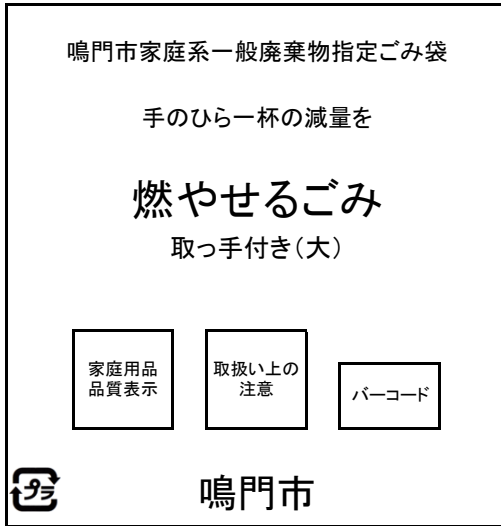 鳴門市家庭系一般廃棄物指定ごみ袋
手のひら一杯の減量を
燃やせるごみ
取っ手付き(大)
家庭用品
品質表示
取扱い上の
注意
バーコード
プラ
鳴門市